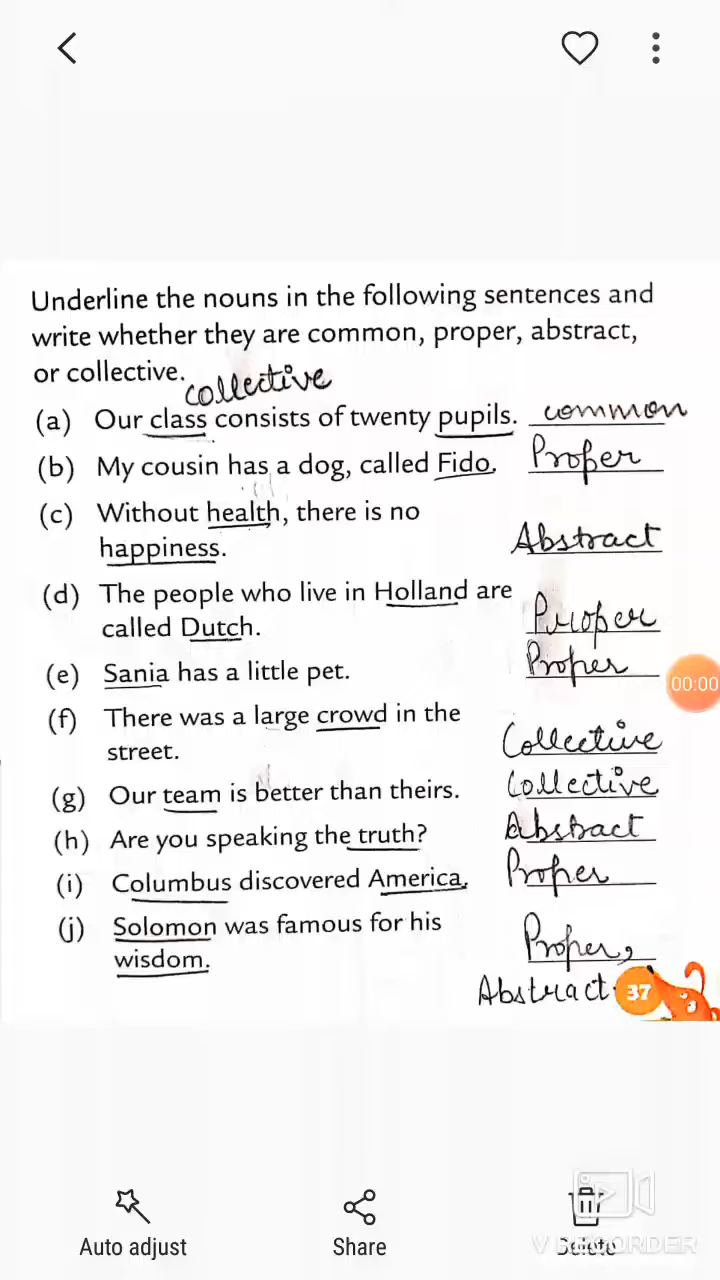 Underline the nouns in the following sentences and
write whether they are common, proper, abstract,
or collective.
collective
(a) Our class consists of twenty pupils. common
(b) My cousin has a dog, called Fido. Proper
(c) Without health, there is no
happiness. Abstract
(d) The people who live in Holland are
called Dutch. Proper
(e) Sania has a little pet. Proper
00:00
(f) There was a large crowd in the
street. Collective
(g) Our team is better than theirs. Collective
(h) Are you speaking the truth? Abstract
(i) Columbus discovered America. Proper
(j) Solomon was famous for his
wisdom. Proper,
Abstract. 37
Auto adjust
Share
Delete
V RECORDER